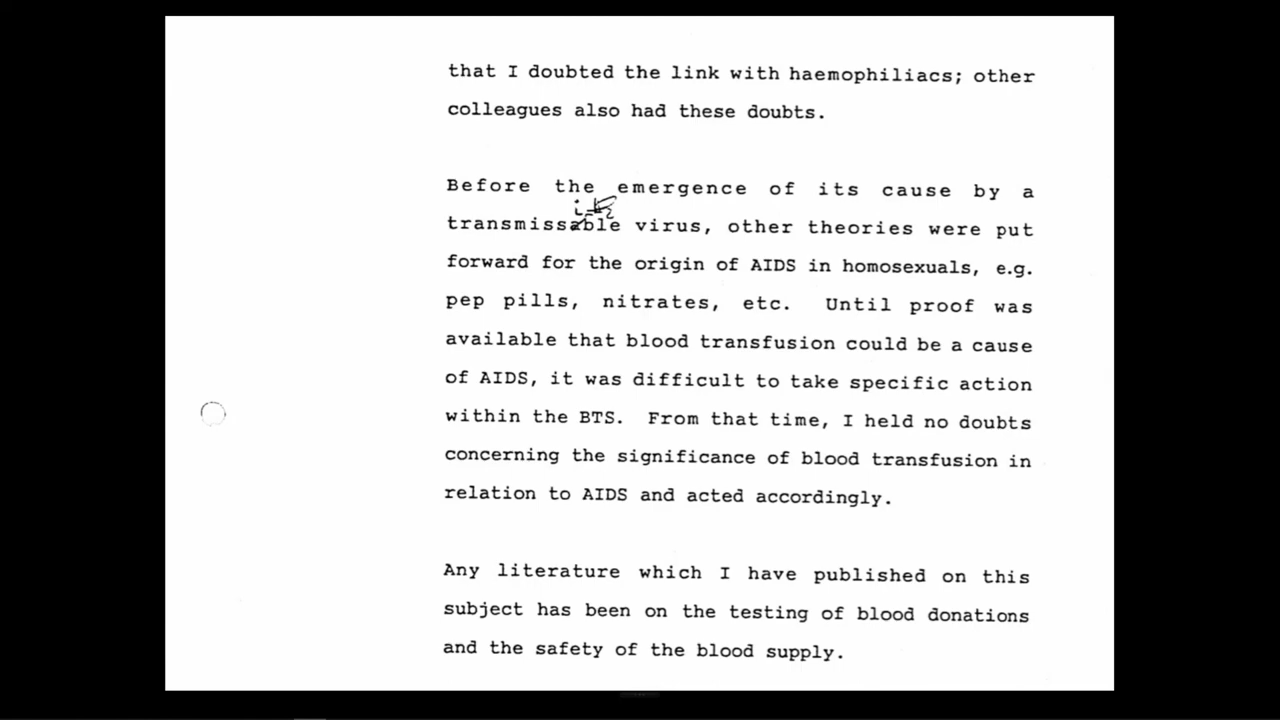 that I doubted the link with haemophiliacs; other
colleagues also had these doubts.
Before the emergence of its cause by a
transmissable virus, other theories were put
forward for the origin of AIDS in homosexuals, e.g.
pep pills, nitrates, etc. Until proof was
available that blood transfusion could be a cause
of AIDS, it was difficult to take specific action
within the BTS. From that time, I held no doubts
concerning the significance of blood transfusion in
relation to AIDS and acted accordingly.
Any literature which I have published on this
subject has been on the testing of blood donations
and the safety of the blood supply.